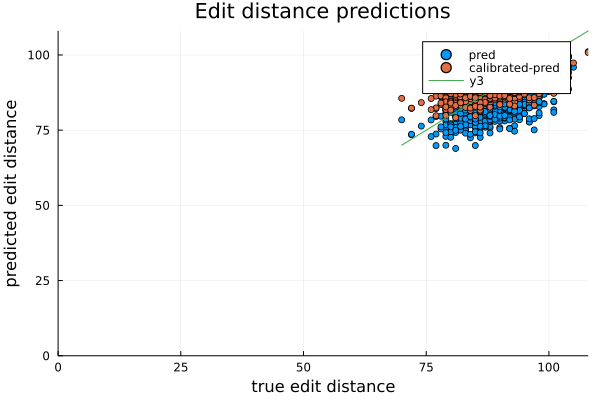 Edit distance predictions
pred
calibrated-pred
y3
predicted edit distance
100
75
50
25
0
0 25 50 75 100
true edit distance